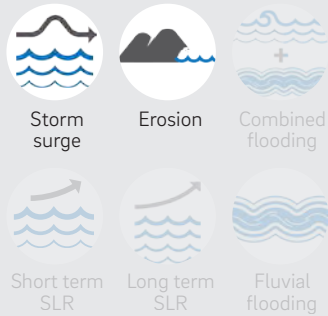 Storm
surge
Erosion
Combined
flooding
Short term
SLR
Long term
SLR
Fluvial
flooding